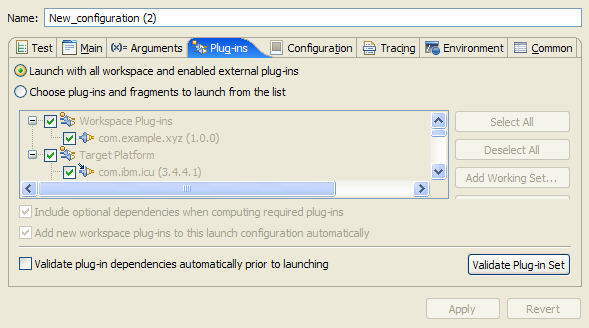 Name: New_configuration (2)
Test Main (x)= Arguments Plug-ins Configuration Tracing Environment Common
Launch with all workspace and enabled external plug-ins
Choose plug-ins and fragments to launch from the list
Workspace Plug-ins
com.example.xyz (1.0.0)
Target Platform
com.ibm.icu (3.4.4.1)
Select All
Deselect All
Add Working Set...
Include optional dependencies when computing required plug-ins
Add new workspace plug-ins to this launch configuration automatically
Validate plug-in dependencies automatically prior to launching
Validate Plug-in Set
Apply Revert